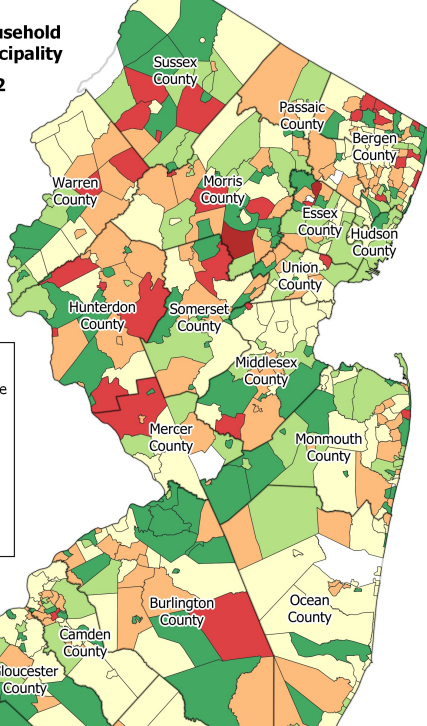 usehold
cipality
2
Sussex
County
Passaic
County
Bergen
County
Warren
County
Morris
County
Essex
County
Hudson
County
Union
County
Hunterdon
County
Somerset
County
e
Middlesex
County
Mercer
County
Monmouth
County
Burlington
County
Ocean
County
Camden
County
loucester
County